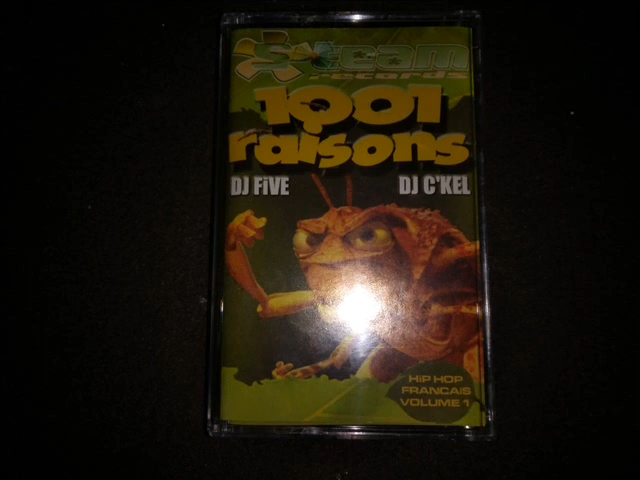 X-team
records
1001
raisons
DJ FiVE
DJ C'KEL
HiP HOP
FRANCAIS
VOLUME 1